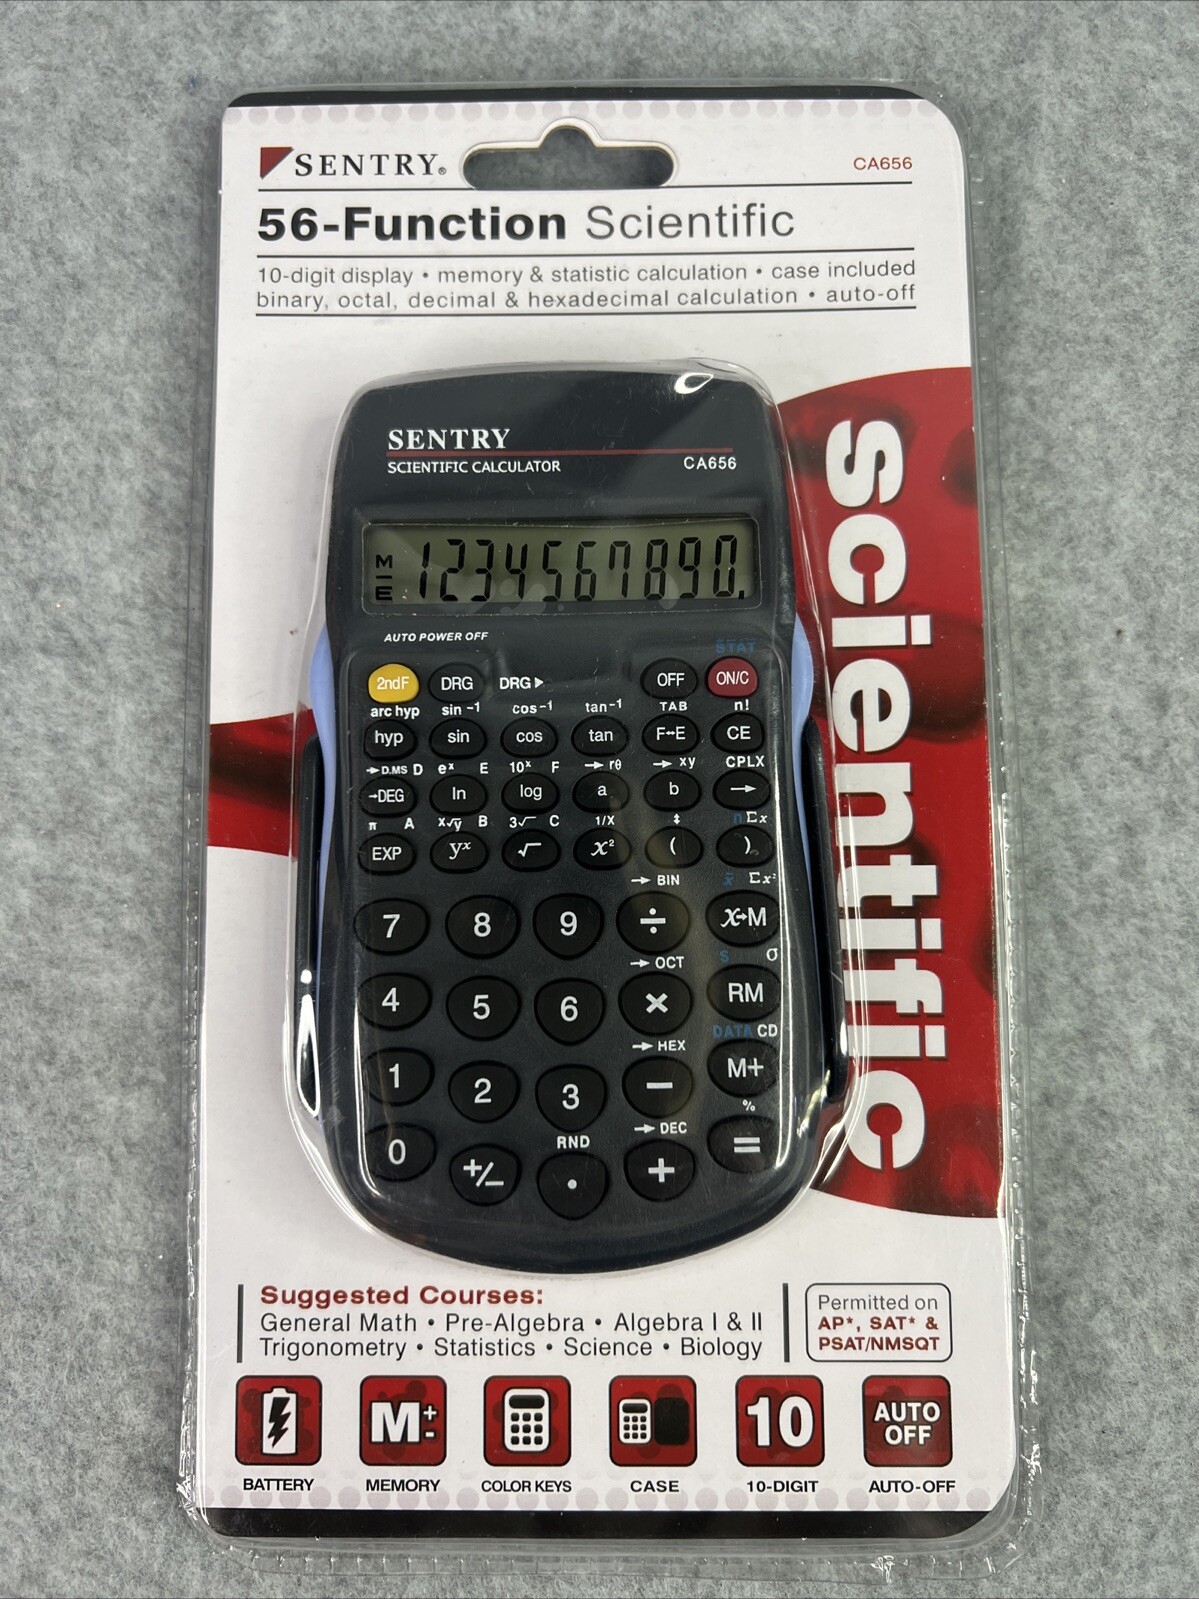 SENTRY®
CA656
56-Function Scientific
10-digit display • memory & statistic calculation • case included
binary, octal, decimal & hexadecimal calculation • auto-off
scientific
SENTRY
SCIENTIFIC CALCULATOR CA656
M
E
1234567890.
AUTO POWER OFF
STAT
2ndF DRG DRG▶ OFF ON/C
arc hyp sin⁻¹ cos⁻¹ tan⁻¹ TAB n!
hyp sin cos tan F↔E CE
→D.MS D eˣ E 10ˣ F →rθ →xy CPLX
→DEG ln log a b →
π A x√y B 3√ C 1/X ↕ n Σx
EXP yˣ √ x² ( )
→BIN x̄ Σx²
7 8 9 ÷ X→M
→OCT S σ
4 5 6 × RM
→HEX DATA CD
1 2 3 − M+
RND →DEC %
0 +/− • + =
Suggested Courses:
General Math • Pre-Algebra • Algebra I & II
Trigonometry • Statistics • Science • Biology
Permitted on
AP*, SAT* &
PSAT/NMSQT
M+-
10
AUTO
OFF
BATTERY MEMORY COLOR KEYS CASE 10-DIGIT AUTO-OFF